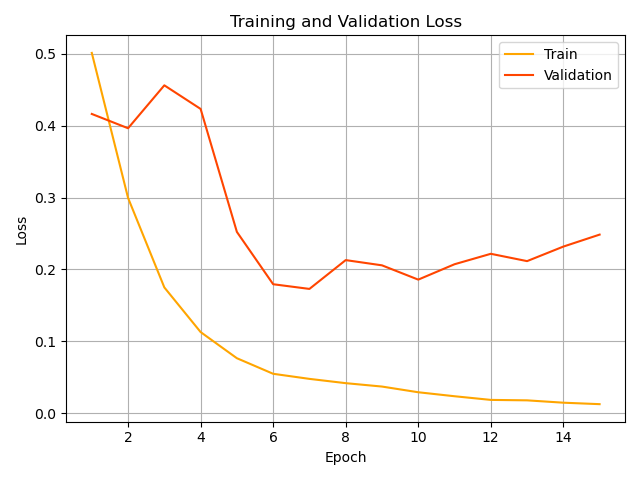 Training and Validation Loss
Train
Validation
0.5
0.4
0.3
0.2
0.1
0.0
Loss
2 4 6 8 10 12 14
Epoch